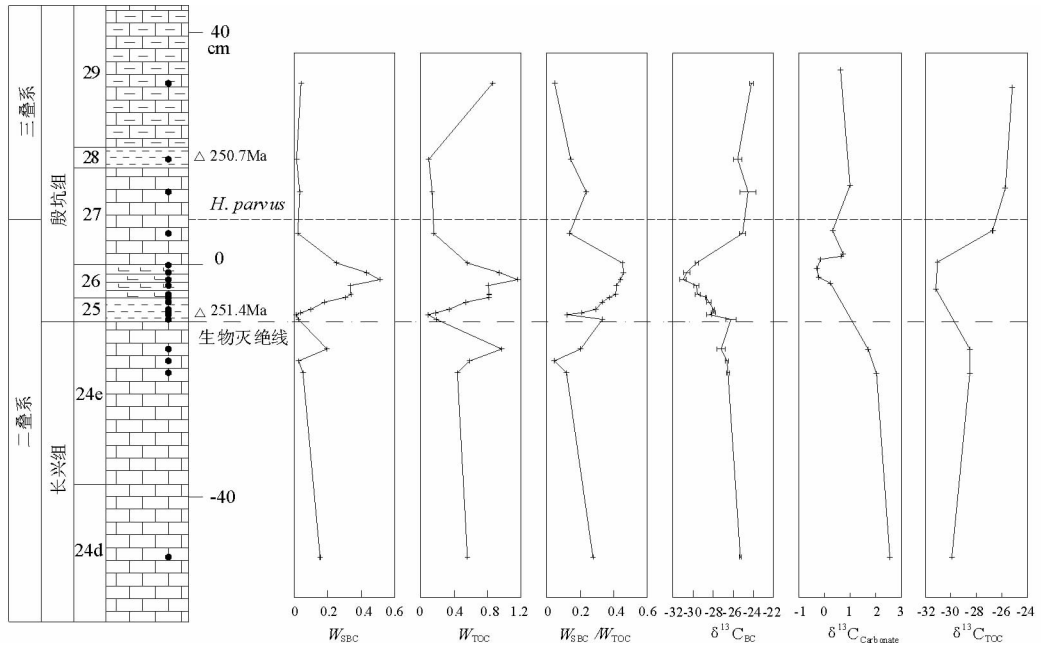 三叠系
二叠系
殷坑组
长兴组
29
28
27
26
25
24e
24d
40
cm
△ 250.7Ma
H. parvus
0
△ 251.4Ma
生物灭绝线
-40
0 0.2 0.4 0.6
W_SBC
0 0.4 0.8 1.2
W_TOC
0 0.2 0.4 0.6
W_SBC /W_TOC
-32 -30 -28 -26 -24 -22
δ¹³C_BC
-1 0 1 2 3
δ¹³C_Carbonate
-32 -30 -28 -26 -24
δ¹³C_TOC